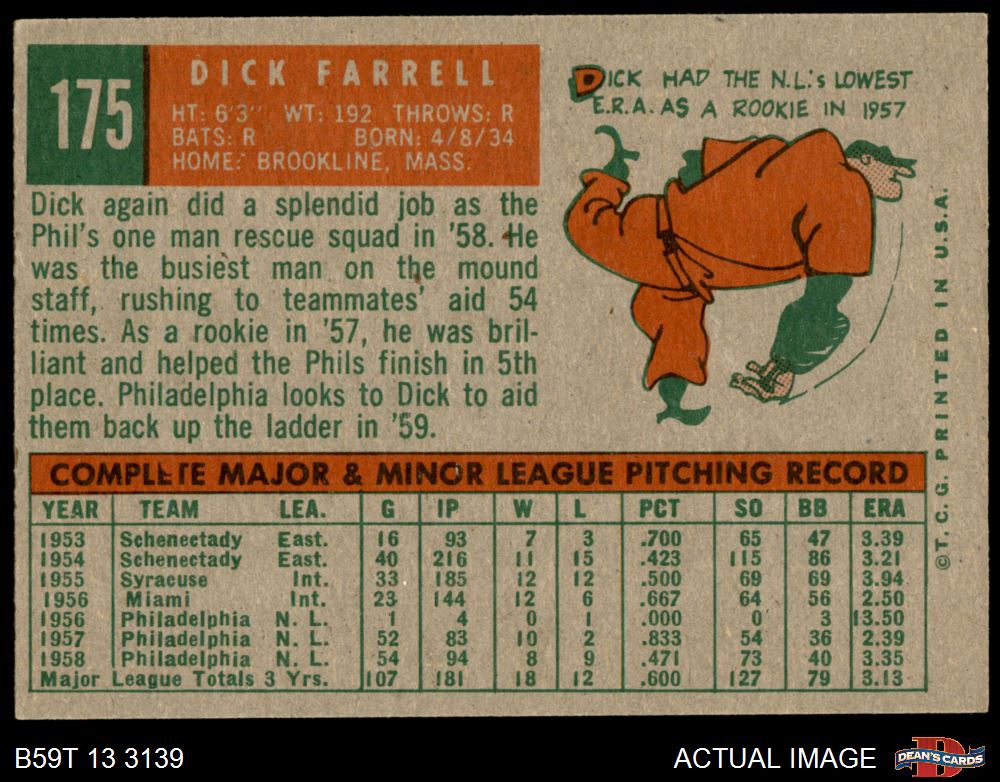 175
DICK FARRELL
HT: 6'3" WT: 192 THROWS: R
BATS: R BORN: 4/8/34
HOME: BROOKLINE, MASS.
DICK HAD THE N.L.'s LOWEST
E.R.A. AS A ROOKIE IN 1957
Dick again did a splendid job as the
Phil's one man rescue squad in '58. He
was the busiest man on the mound
staff, rushing to teammates' aid 54
times. As a rookie in '57, he was bril-
liant and helped the Phils finish in 5th
place. Philadelphia looks to Dick to aid
them back up the ladder in '59.
COMPLETE MAJOR & MINOR LEAGUE PITCHING RECORD
YEAR TEAM LEA. G IP W L PCT SO BB ERA
1953 Schenectady East. 16 93 7 3 .700 65 47 3.39
1954 Schenectady East. 40 216 11 15 .423 115 86 3.21
1955 Syracuse Int. 33 185 12 12 .500 69 69 3.94
1956 Miami Int. 23 144 12 6 .667 64 56 2.50
1956 Philadelphia N. L. 1 4 0 1 .000 0 3 13.50
1957 Philadelphia N. L. 52 83 10 2 .833 54 36 2.39
1958 Philadelphia N. L. 54 94 8 9 .471 73 40 3.35
Major League Totals 3 Yrs. 107 181 18 12 .600 127 79 3.13
© T. C. G. PRINTED IN U.S.A.
B59T 13 3139
ACTUAL IMAGE
D
DEAN'S CARDS